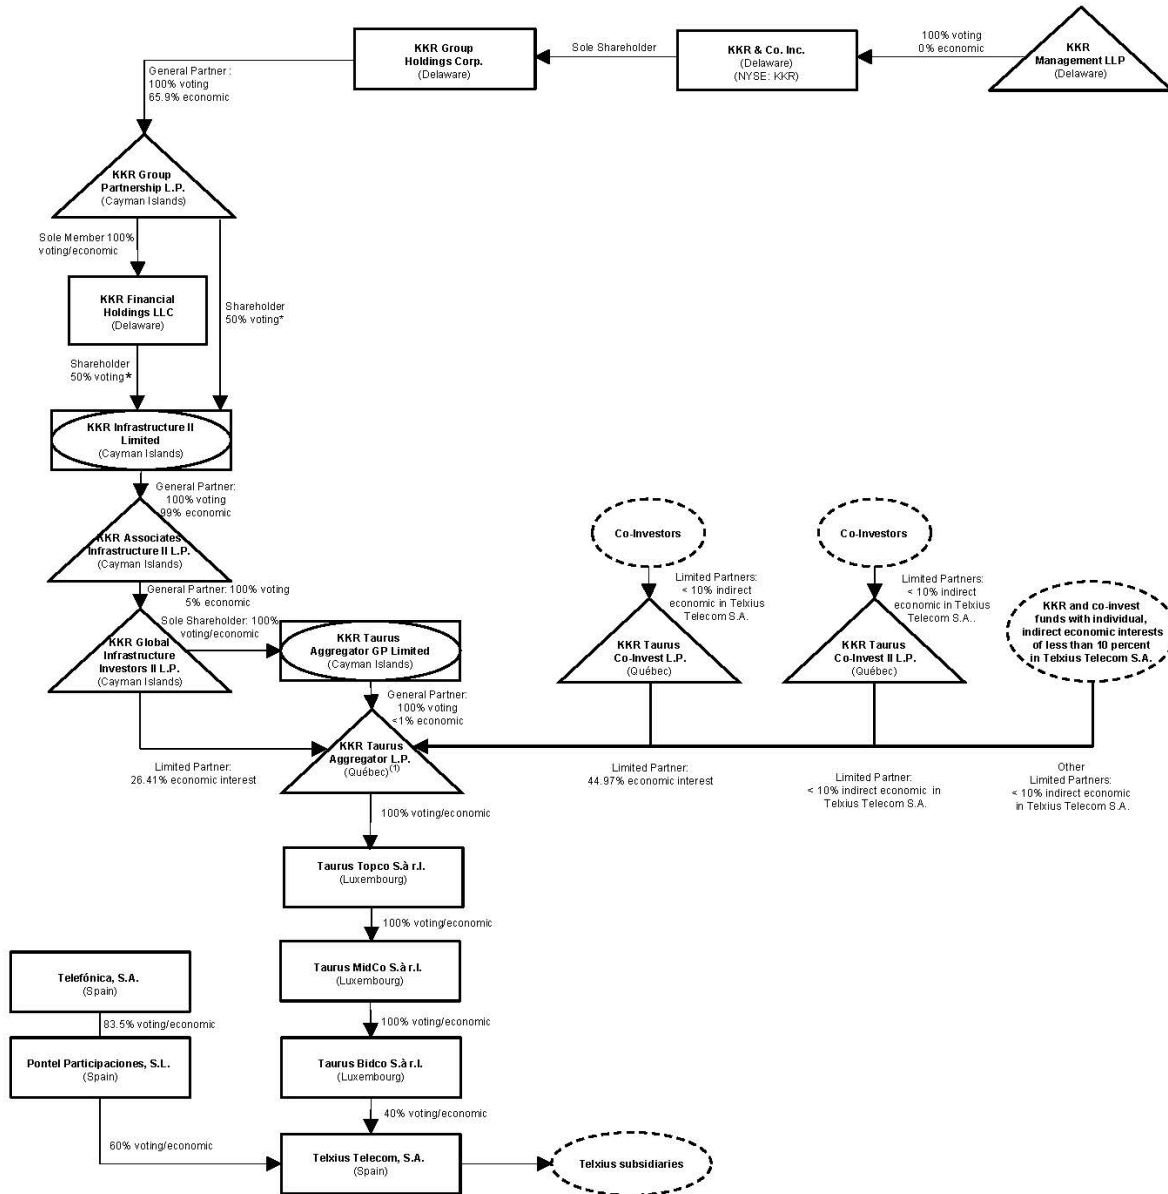 KKR Group
Holdings Corp.
(Delaware)
Sole Shareholder
KKR & Co. Inc.
(Delaware)
(NYSE: KKR)
100% voting
0% economic
KKR
Management LLP
(Delaware)
General Partner :
100% voting
65.9% economic
KKR Group
Partnership L.P.
(Cayman Islands)
Sole Member 100%
voting/economic
KKR Financial
Holdings LLC
(Delaware)
Shareholder
50% voting*
Shareholder
50% voting*
KKR Infrastructure II
Limited
(Cayman Islands)
General Partner:
100% voting
99% economic
KKR Associates
Infrastructure II L.P.
(Cayman Islands)
General Partner: 100% voting
5% economic
Sole Shareholder: 100%
voting/economic
KKR Global
Infrastructure
Investors II L.P.
(Cayman Islands)
KKR Taurus
Aggregator GP Limited
(Cayman Islands)
General Partner:
100% voting
<1% economic
Co-Investors
Limited Partners:
< 10% indirect
economic in Telxius
Telecom S.A.
KKR Taurus
Co-Invest L.P.
(Québec)
Co-Investors
Limited Partners:
< 10% indirect
economic in Telxius
Telecom S.A..
KKR Taurus
Co-Invest II L.P.
(Québec)
KKR and co-invest
funds with individual,
indirect economic interests
of less than 10 percent
in Telxius Telecom S.A.
KKR Taurus
Aggregator L.P.
(Québec)(1)
Limited Partner:
26.41% economic interest
Limited Partner:
44.97% economic interest
Limited Partner:
< 10% indirect economic in
Telxius Telecom S.A.
Other
Limited Partners:
< 10% indirect economic
in Telxius Telecom S.A.
100% voting/economic
Taurus Topco S.à r.l.
(Luxembourg)
100% voting/economic
Taurus MidCo S.à r.l.
(Luxembourg)
100% voting/economic
Taurus Bidco S.à r.l.
(Luxembourg)
40% voting/economic
Telefónica, S.A.
(Spain)
83.5% voting/economic
Pontel Participaciones, S.L.
(Spain)
60% voting/economic
Telxius Telecom, S.A.
(Spain)
Telxius subsidiaries